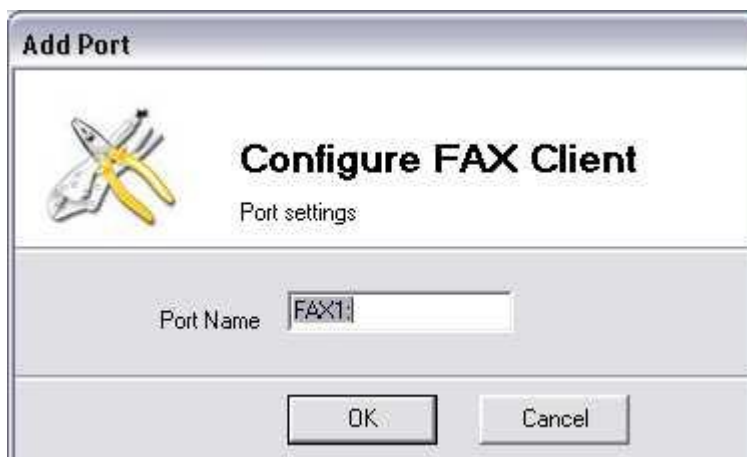 Add Port
Configure FAX Client
Port settings
Port Name FAX1:
OK Cancel